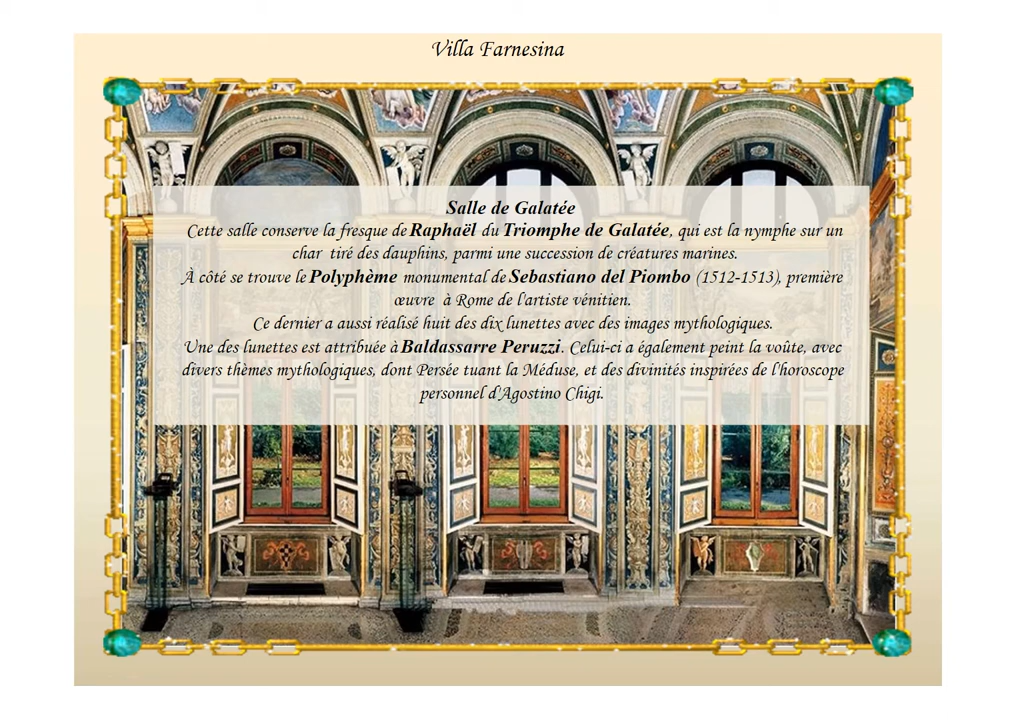 Villa Farnesina
Salle de Galatée
Cette salle conserve la fresque de Raphaël du Triomphe de Galatée, qui est la nymphe sur un
char tiré des dauphins, parmi une succession de créatures marines.
À côté se trouve le Polyphème monumental de Sebastiano del Piombo (1512-1513), première
œuvre à Rome de l'artiste vénitien.
Ce dernier a aussi réalisé huit des dix lunettes avec des images mythologiques.
Une des lunettes est attribuée à Baldassarre Peruzzi. Celui-ci a également peint la voûte, avec
divers thèmes mythologiques, dont Persée tuant la Méduse, et des divinités inspirées de l'horoscope
personnel d'Agostino Chigi.